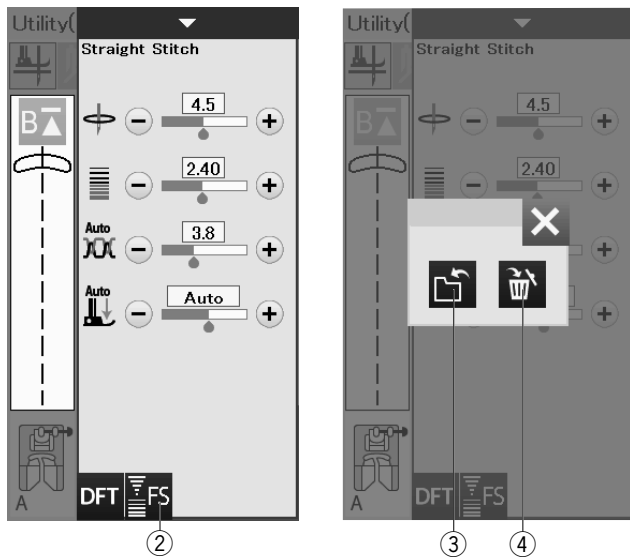 Utility(
Straight Stitch
B
4.5
2.40
Auto
3.8
Auto
Auto
A
DFT
FS
②
Utility(
Straight Stitch
B
4.5
2.40
A
DFT
FS
③
④